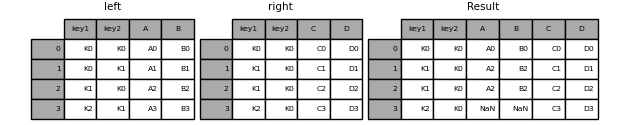 left right Result
key1 key2 A B key1 key2 C D key1 key2 A B C D
0 K0 K0 A0 B0 0 K0 K0 C0 D0 0 K0 K0 A0 B0 C0 D0
1 K0 K1 A1 B1 1 K1 K0 C1 D1 1 K1 K0 A2 B2 C1 D1
2 K1 K0 A2 B2 2 K1 K0 C2 D2 2 K1 K0 A2 B2 C2 D2
3 K2 K1 A3 B3 3 K2 K0 C3 D3 3 K2 K0 NaN NaN C3 D3